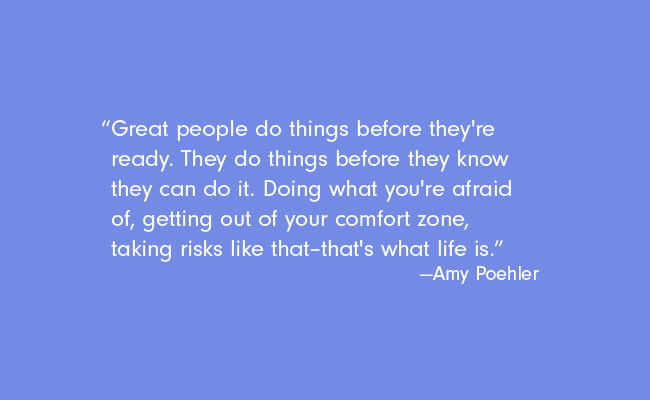 “Great people do things before they're
ready. They do things before they know
they can do it. Doing what you're afraid
of, getting out of your comfort zone,
taking risks like that–that's what life is.”
—Amy Poehler